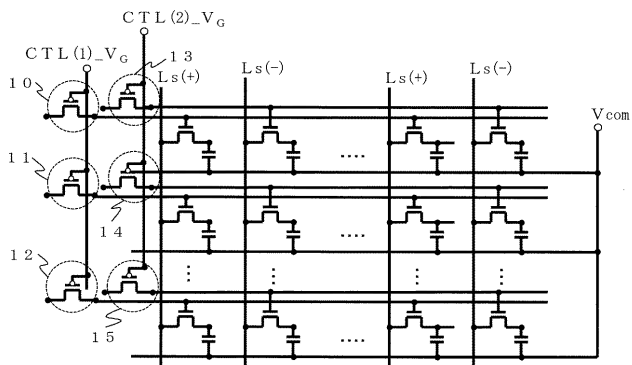 CTL(2)_VG
CTL(1)_VG
13
10
Ls(+)
Ls(-)
Ls(+)
Ls(-)
Vcom
11
....
14
12
....
15
....